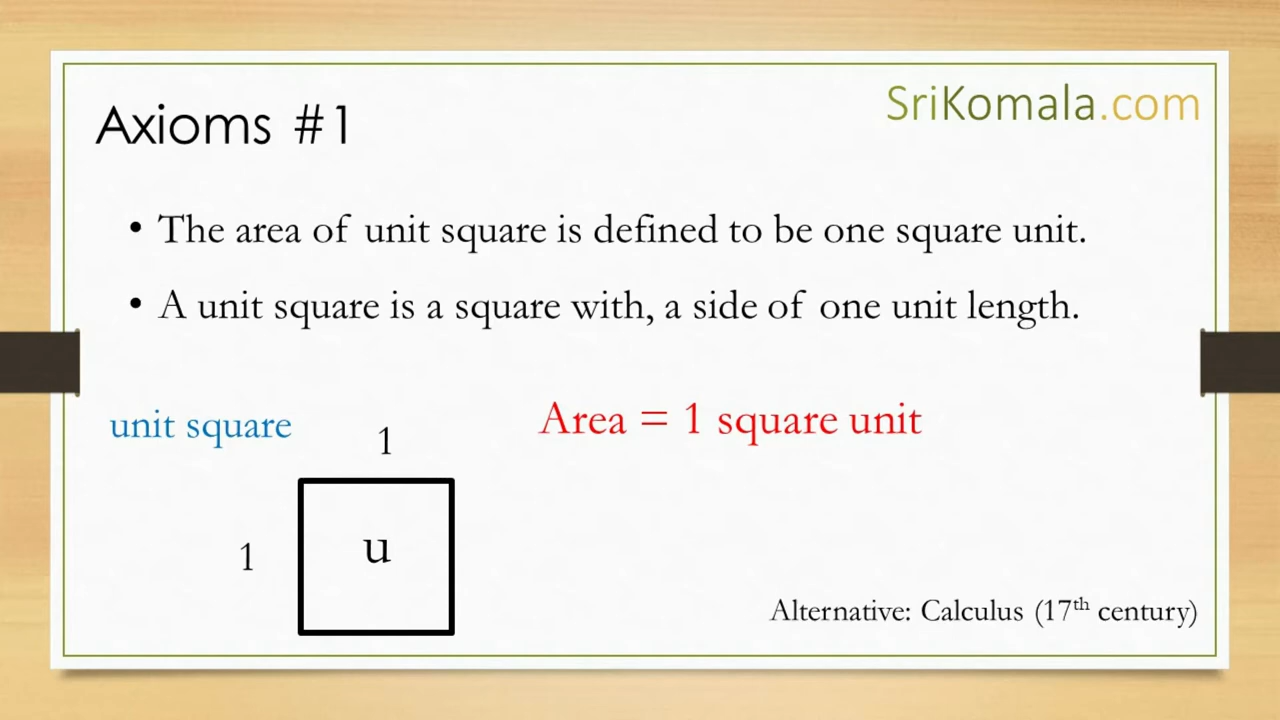 Axioms #1
SriKomala.com
• The area of unit square is defined to be one square unit.
• A unit square is a square with, a side of one unit length.
unit square
1
Area = 1 square unit
1
u
Alternative: Calculus (17th century)